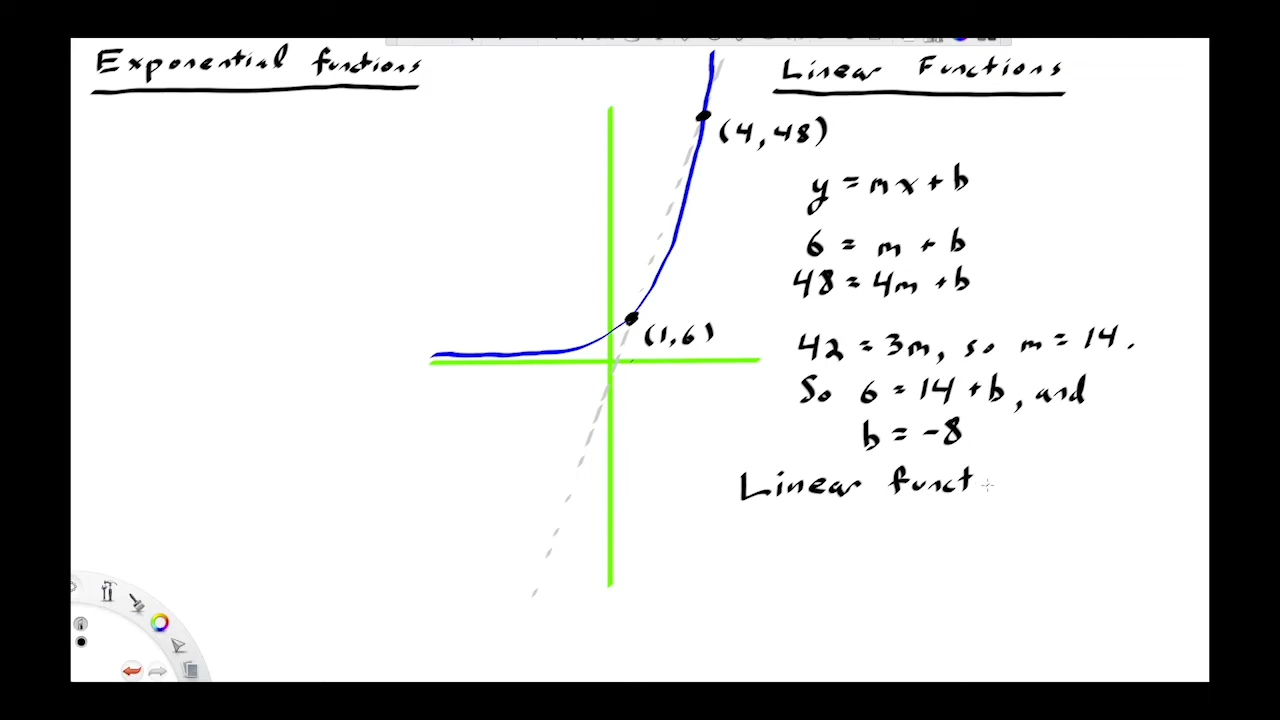 Exponential functions
Linear Functions
(4, 48)
y = mx + b
6 = m + b
48 = 4m + b
(1, 6)
42 = 3m, so m = 14.
So 6 = 14 + b, and
b = -8
Linear funct